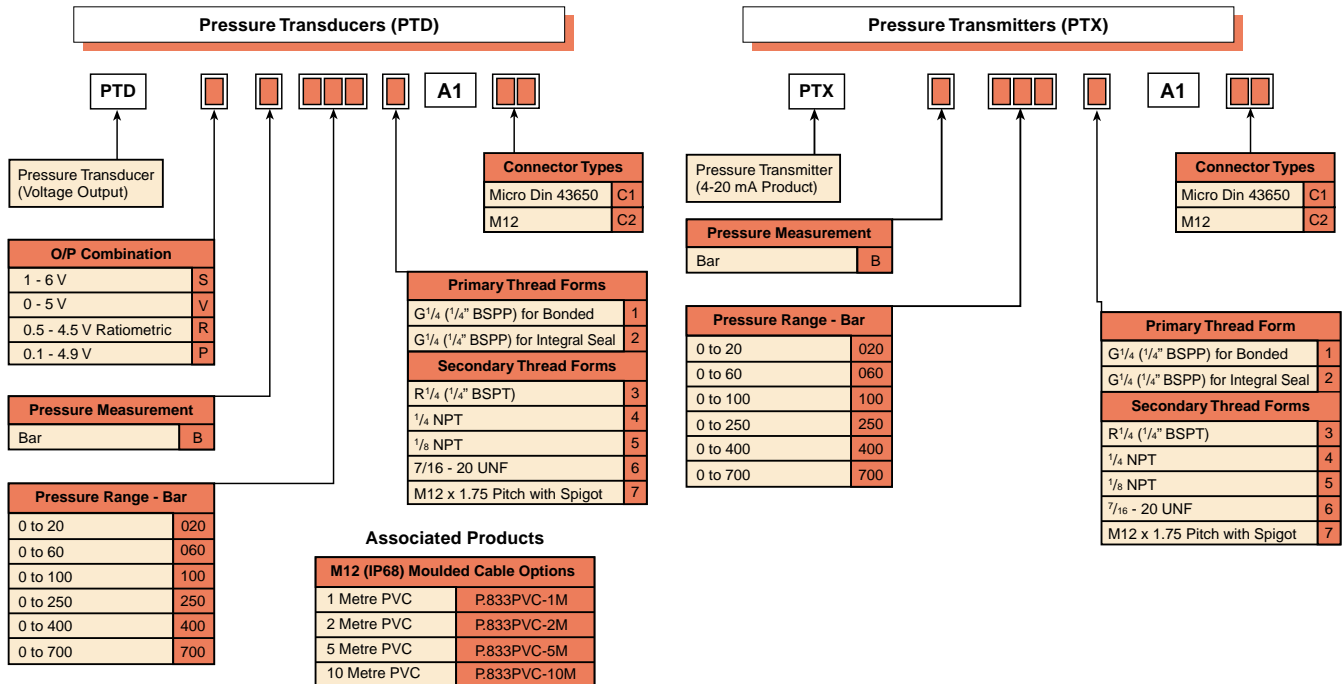 Pressure Transducers (PTD)
PTD
A1
Pressure Transducer
(Voltage Output)
Connector Types
Micro Din 43650 C1
M12 C2
O/P Combination
1 - 6 V S
0 - 5 V V
0.5 - 4.5 V Ratiometric R
0.1 - 4.9 V P
Pressure Measurement
Bar B
Pressure Range - Bar
0 to 20 020
0 to 60 060
0 to 100 100
0 to 250 250
0 to 400 400
0 to 700 700
Primary Thread Forms
G1/4 (1/4” BSPP) for Bonded 1
G1/4 (1/4” BSPP) for Integral Seal 2
Secondary Thread Forms
R1/4 (1/4” BSPT) 3
1/4 NPT 4
1/8 NPT 5
7/16 - 20 UNF 6
M12 x 1.75 Pitch with Spigot 7
Associated Products
M12 (IP68) Moulded Cable Options
1 Metre PVC P.833PVC-1M
2 Metre PVC P.833PVC-2M
5 Metre PVC P.833PVC-5M
10 Metre PVC P.833PVC-10M
Pressure Transmitters (PTX)
PTX
A1
Pressure Transmitter
(4-20 mA Product)
Connector Types
Micro Din 43650 C1
M12 C2
Pressure Measurement
Bar B
Pressure Range - Bar
0 to 20 020
0 to 60 060
0 to 100 100
0 to 250 250
0 to 400 400
0 to 700 700
Primary Thread Form
G1/4 (1/4” BSPP) for Bonded 1
G1/4 (1/4” BSPP) for Integral Seal 2
Secondary Thread Forms
R1/4 (1/4” BSPT) 3
1/4 NPT 4
1/8 NPT 5
7/16 - 20 UNF 6
M12 x 1.75 Pitch with Spigot 7